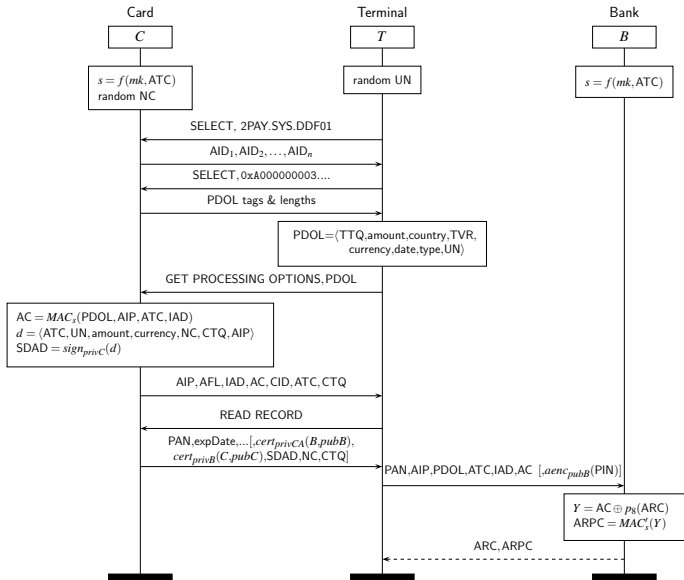 Card Terminal Bank
C T B
s = f(mk,ATC)
random NC
random UN
s = f(mk,ATC)
SELECT, 2PAY.SYS.DDF01
AID₁,AID₂,…,AIDₙ
SELECT,0xA000000003....
PDOL tags & lengths
PDOL=⟨TTQ,amount,country,TVR,
currency,date,type,UN⟩
GET PROCESSING OPTIONS,PDOL
AC = MACₛ(PDOL,AIP,ATC,IAD)
d = ⟨ATC,UN,amount,currency,NC,CTQ,AIP⟩
SDAD = sign_privC(d)
AIP,AFL,IAD,AC,CID,ATC,CTQ
READ RECORD
PAN,expDate,...[,cert_privCA(B,pubB),
cert_privB(C,pubC),SDAD,NC,CTQ]
PAN,AIP,PDOL,ATC,IAD,AC [,aenc_pubB(PIN)]
Y = AC ⊕ p₈(ARC)
ARPC = MAC′ₛ(Y)
ARC,ARPC